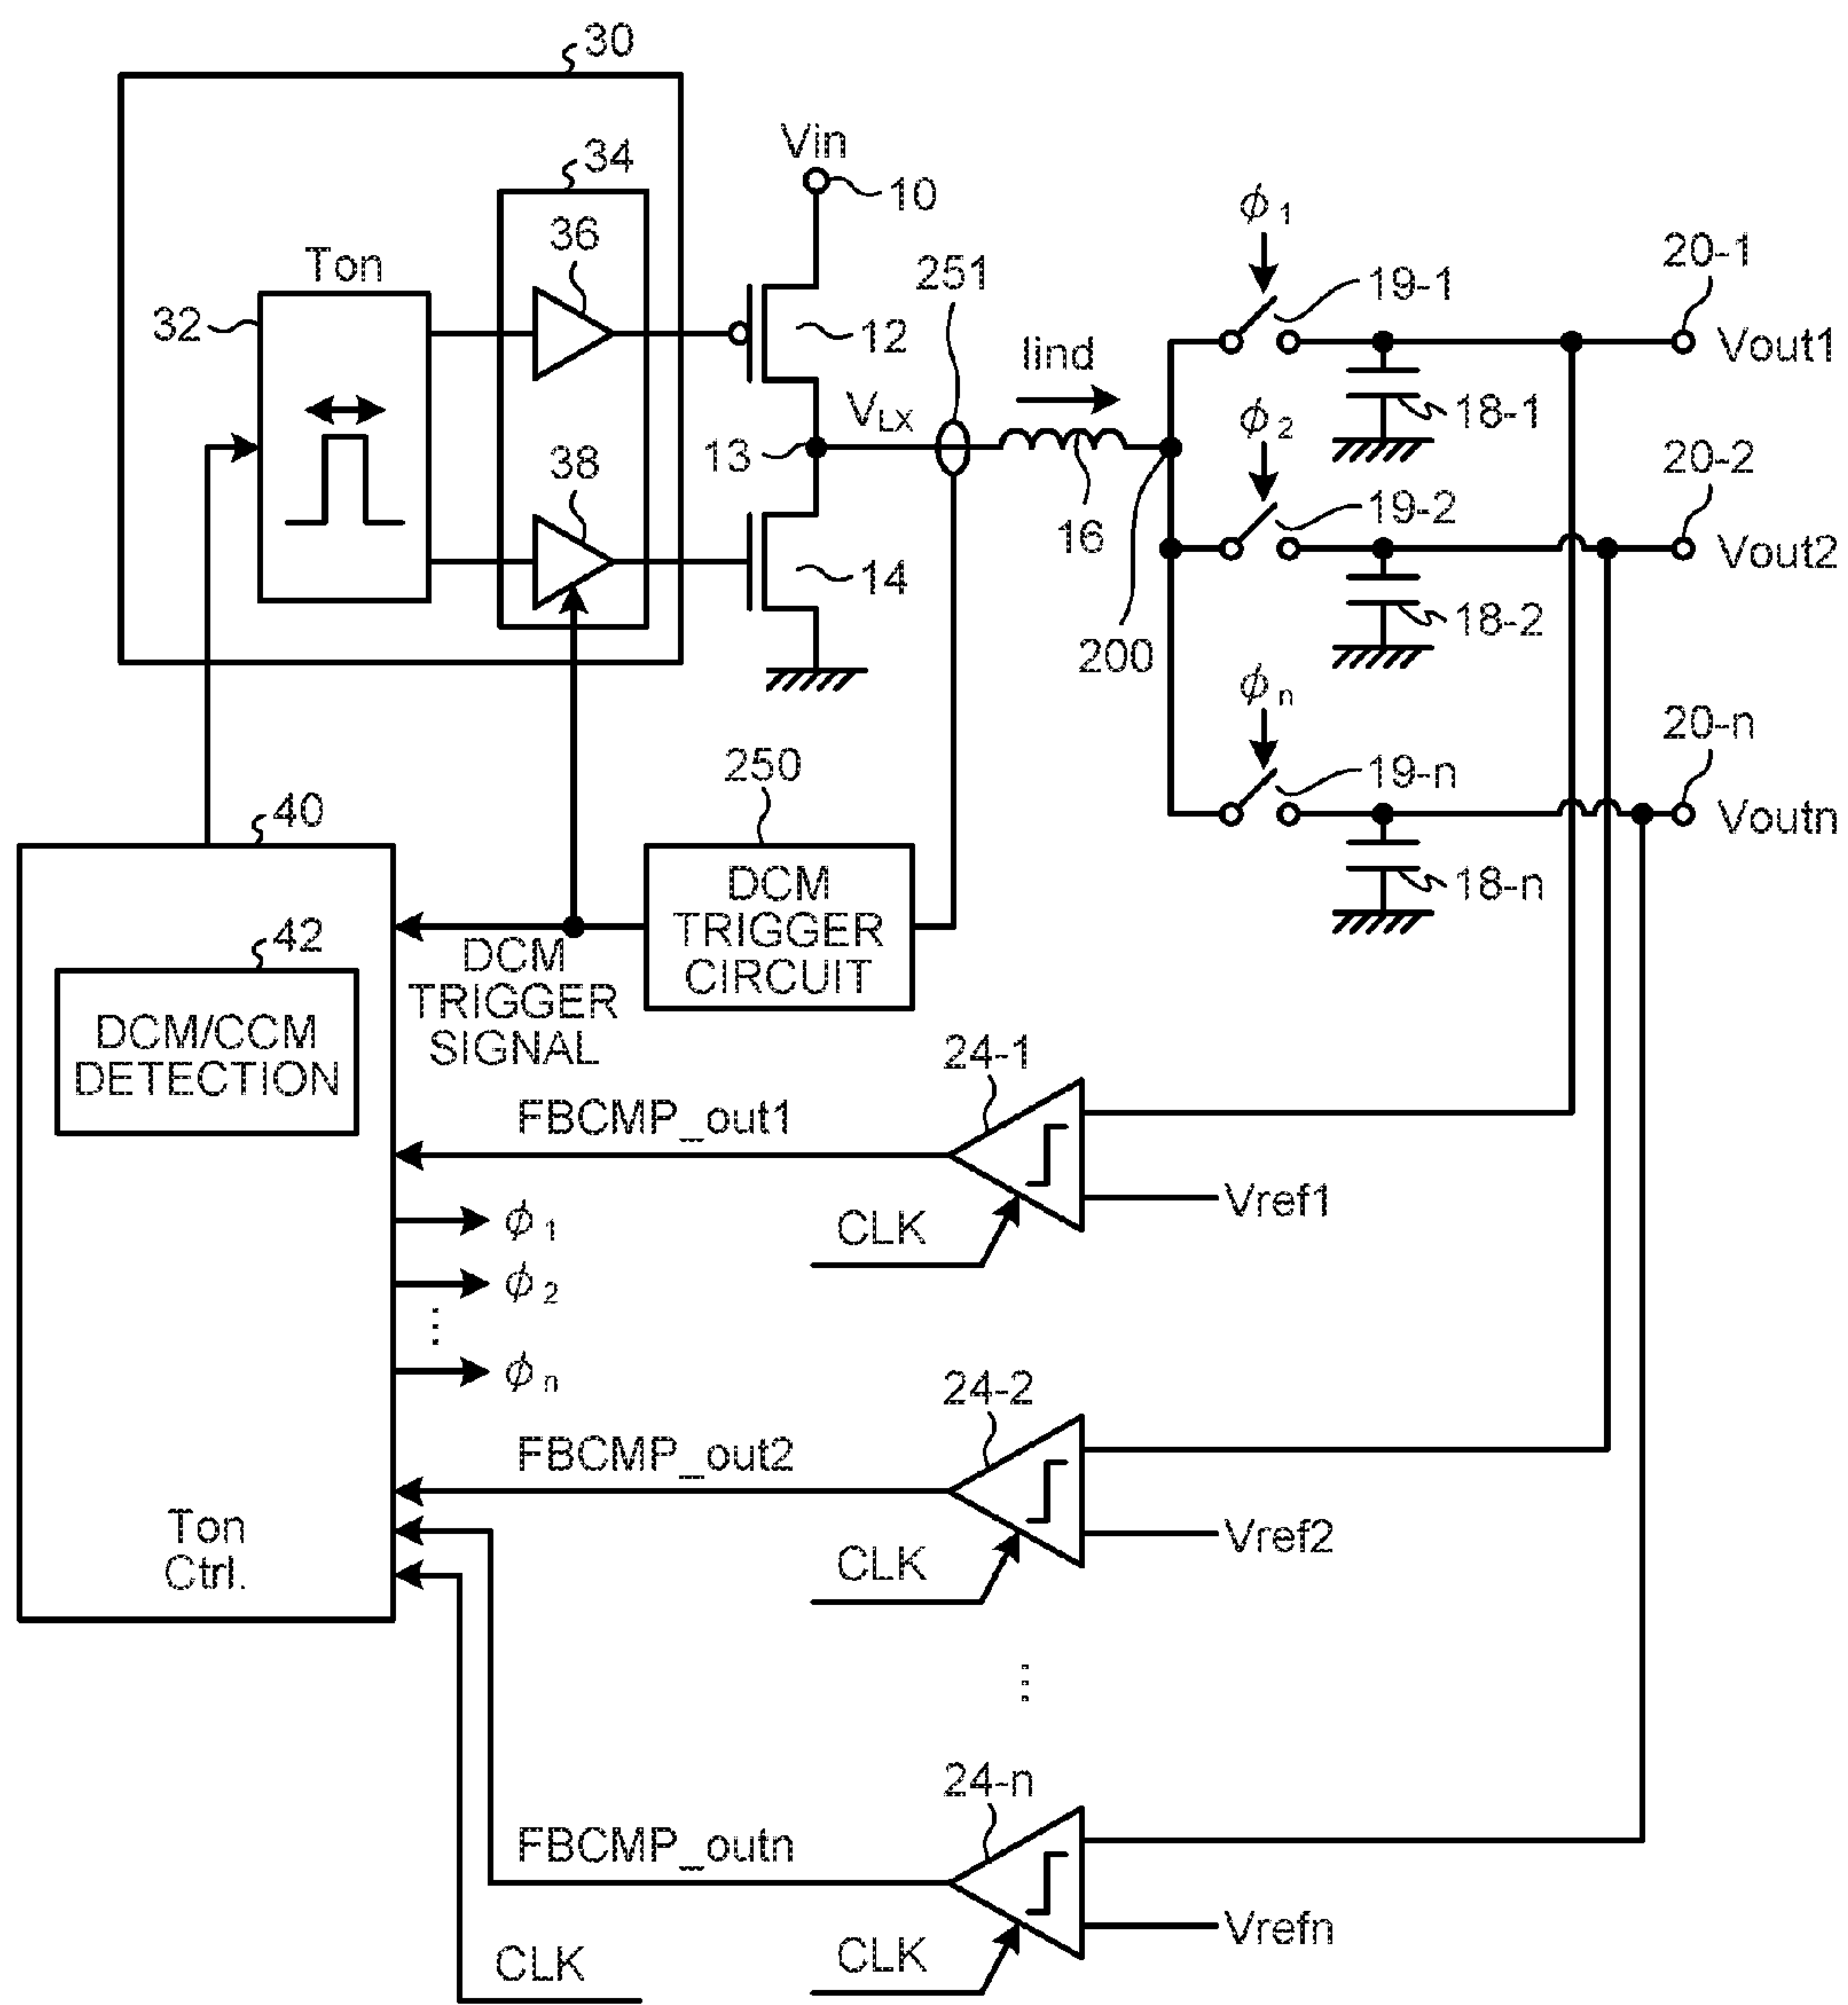 30
Vin
34
10
36
ϕ1
20-1
Ton
251
19-1
32
12
Iind
Vout1
VLX
18-1
13
ϕ2
20-2
38
19-2
16
Vout2
14
18-2
200
ϕn
20-n
250
19-n
40
Voutn
DCM
TRIGGER
CIRCUIT
18-n
42
DCM
TRIGGER
SIGNAL
DCM/CCM
DETECTION
24-1
FBCMP_out1
Vref1
ϕ1
CLK
ϕ2
⋮
ϕn
24-2
FBCMP_out2
Ton
Ctrl.
Vref2
CLK
⋮
24-n
FBCMP_outn
Vrefn
CLK
CLK